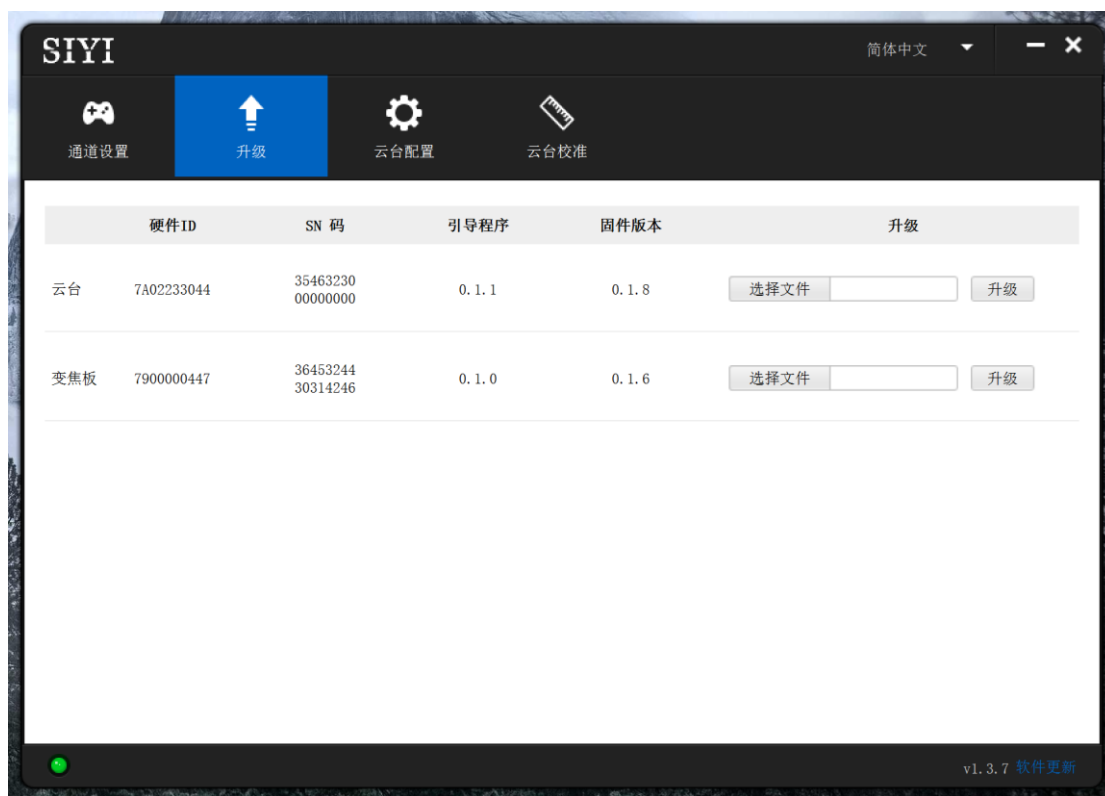 SIYI
简体中文
通道设置 升级 云台配置 云台校准
硬件ID SN 码 引导程序 固件版本 升级
云台 7A02233044 35463230 0.1.1 0.1.8 选择文件 升级
00000000
变焦板 7900000447 36453244 0.1.0 0.1.6 选择文件 升级
30314246
v1.3.7 软件更新